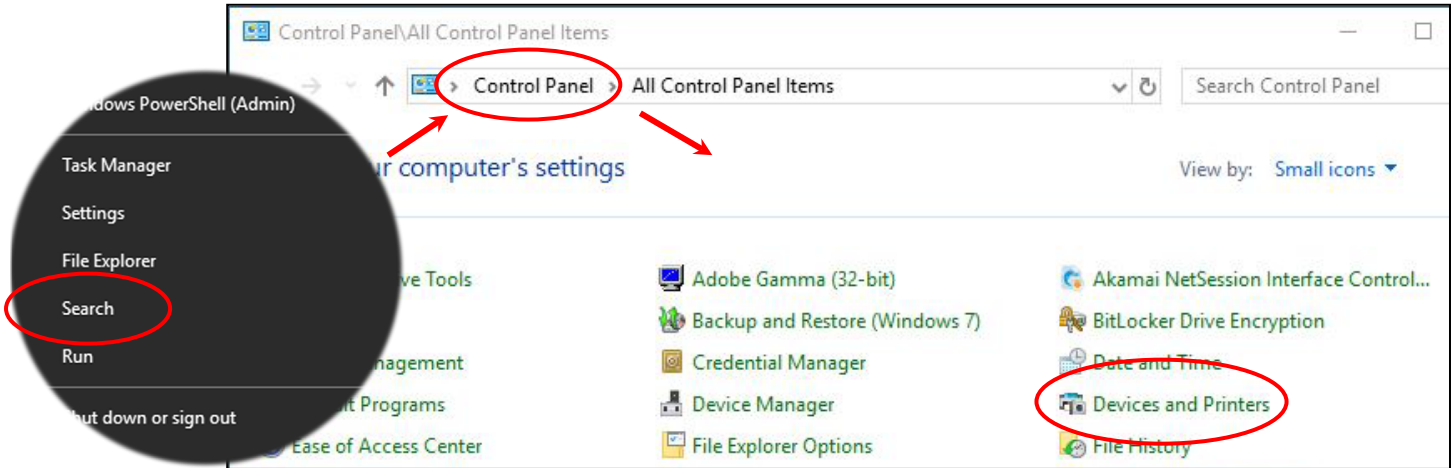 Control Panel\All Control Panel Items
Control Panel > All Control Panel Items
Search Control Panel
PowerShell (Admin)
Task Manager
Settings
File Explorer
Search
Run
down or sign out
computer's settings
View by: Small icons
Tools
Adobe Gamma (32-bit)
Akamai NetSession Interface Control...
Backup and Restore (Windows 7)
BitLocker Drive Encryption
Credential Manager
Date and Time
Programs
Device Manager
Devices and Printers
Ease of Access Center
File Explorer Options
File History